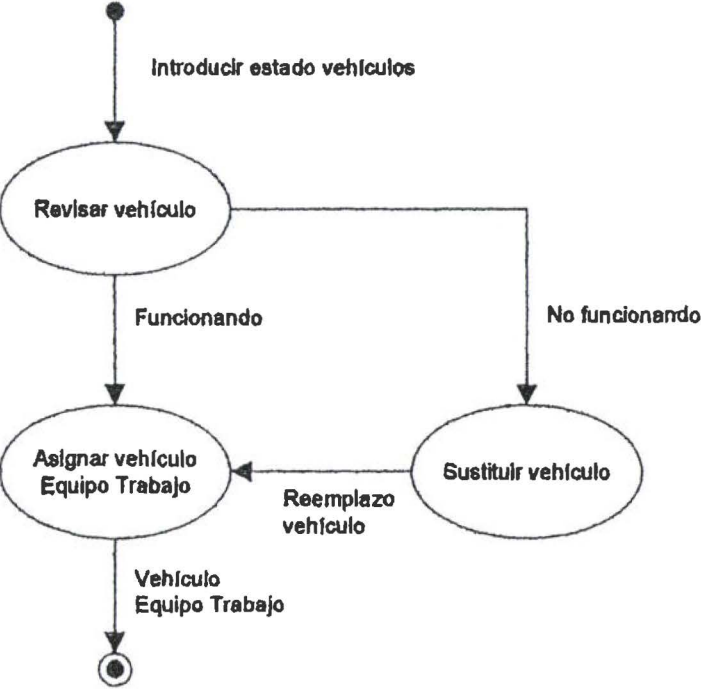 Introducir estado vehículos
Revisar vehículo
Funcionando
No funcionando
Asignar vehículo
Equipo Trabajo
Sustituir vehículo
Reemplazo
vehículo
Vehículo
Equipo Trabajo